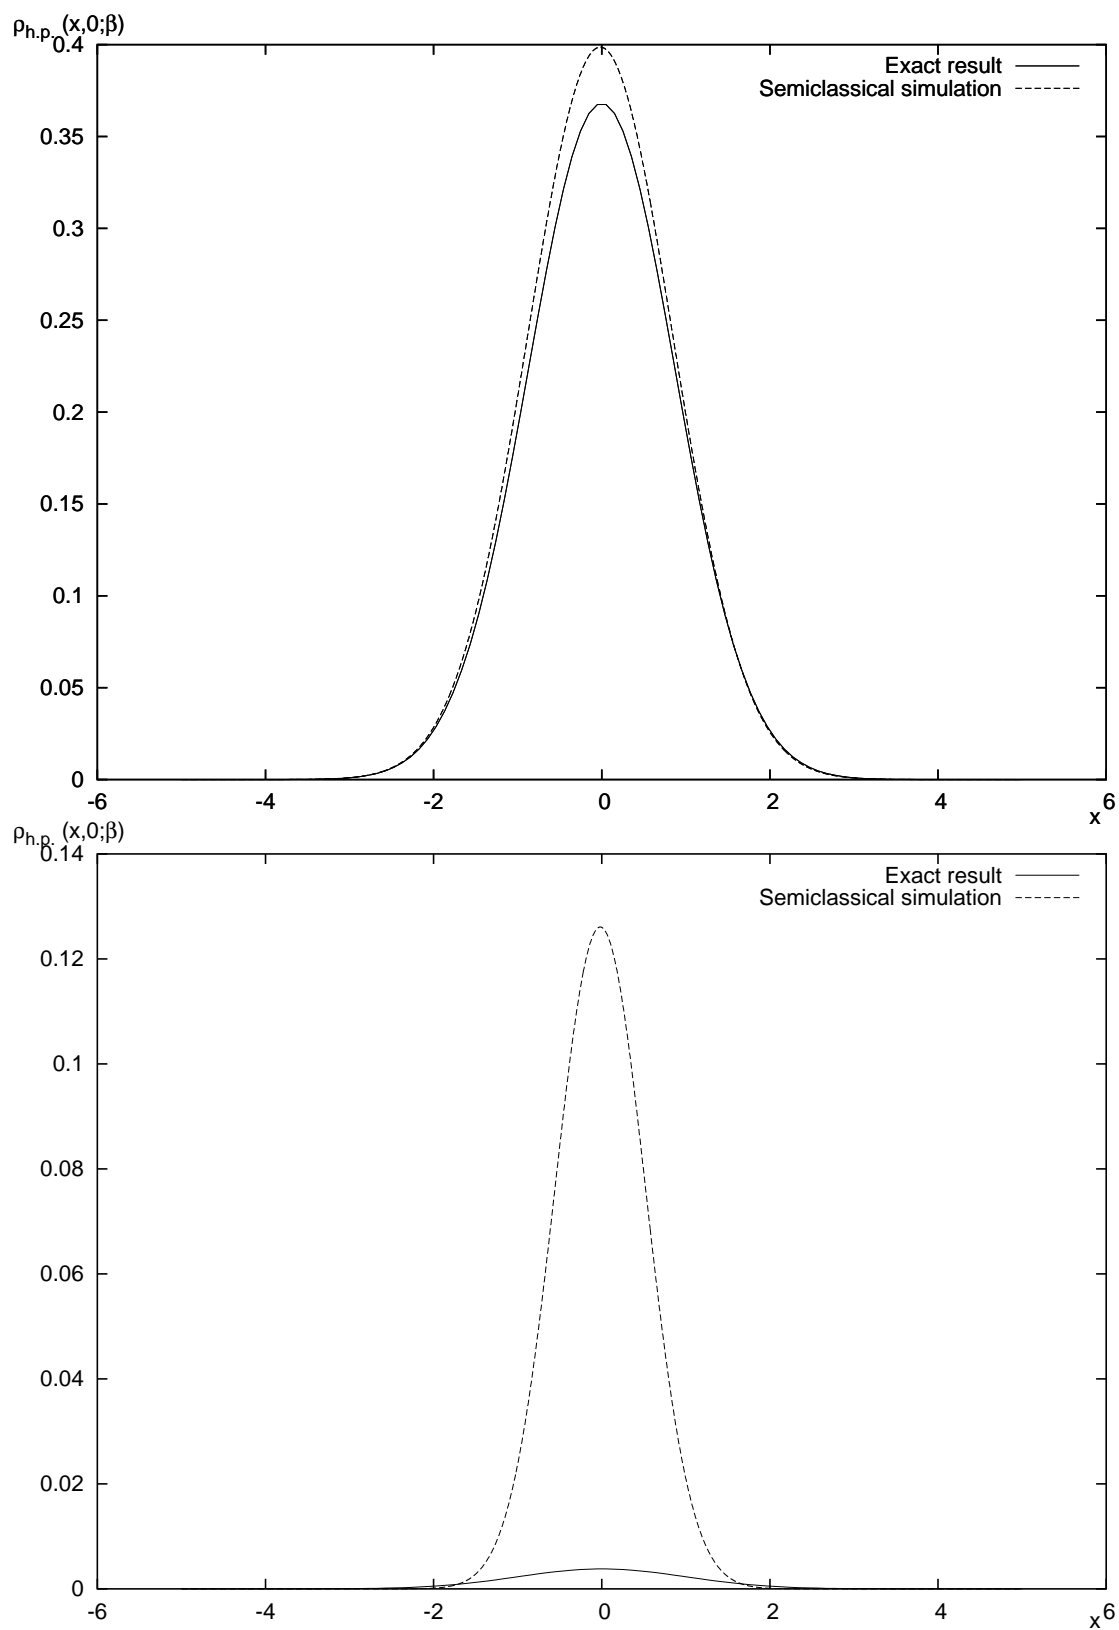 ρh.p. (x,0;β)
0.4
Exact result
Semiclassical simulation
0.35
0.3
0.25
0.2
0.15
0.1
0.05
0
-6 -4 -2 0 2 4 6
x
ρh.p. (x,0;β)
0.14
Exact result
Semiclassical simulation
0.12
0.1
0.08
0.06
0.04
0.02
0
-6 -4 -2 0 2 4 6
x